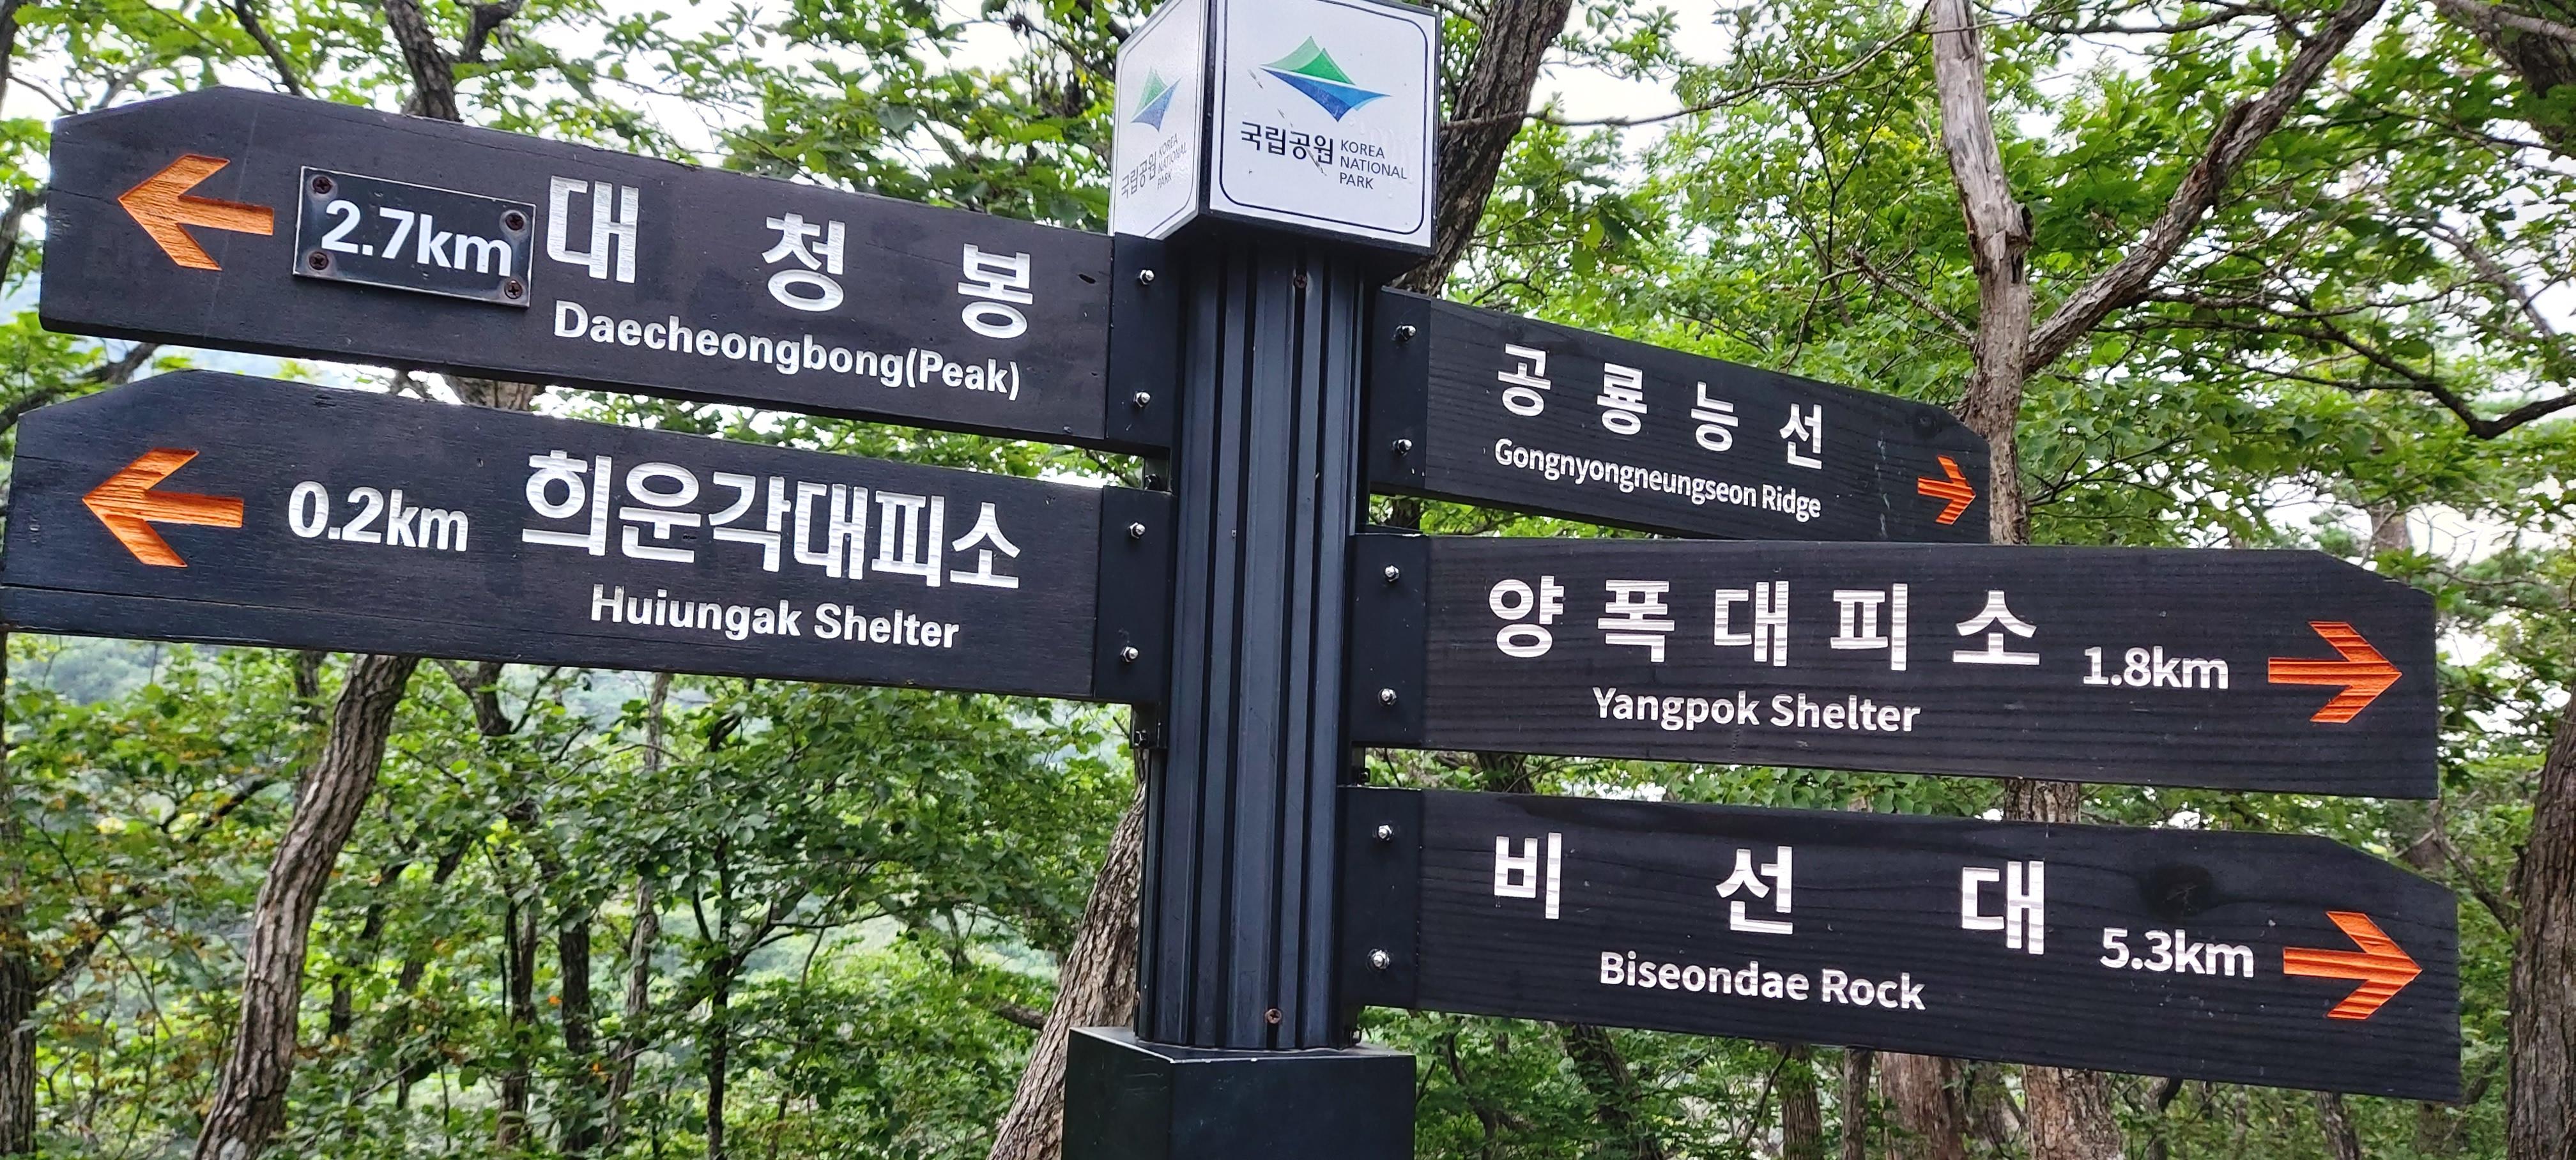 국립공원 KOREA
NATIONAL
PARK
국립공원 KOREA
NATIONAL
PARK
2.7km 대 청 봉
Daecheongbong(Peak)
0.2km 희운각대피소
Huiungak Shelter
공 룡 능 선
Gongnyongneungseon Ridge
양 폭 대 피 소 1.8km
Yangpok Shelter
비 선 대 5.3km
Biseondae Rock